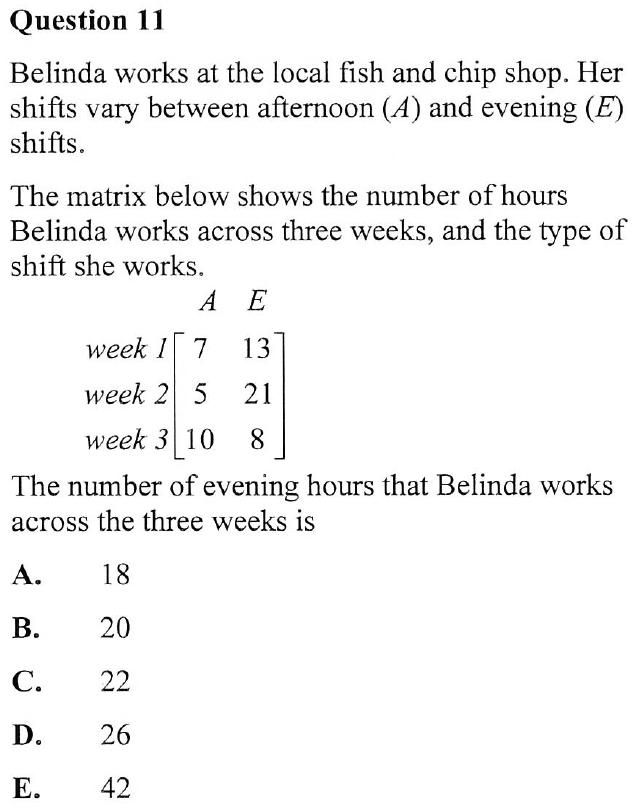 Question 11
Belinda works at the local fish and chip shop. Her
shifts vary between afternoon (A) and evening (E)
shifts.
The matrix below shows the number of hours
Belinda works across three weeks, and the type of
shift she works.
A E
week 1 7 13
week 2 5 21
week 3 10 8
The number of evening hours that Belinda works
across the three weeks is
A. 18
B. 20
C. 22
D. 26
E. 42